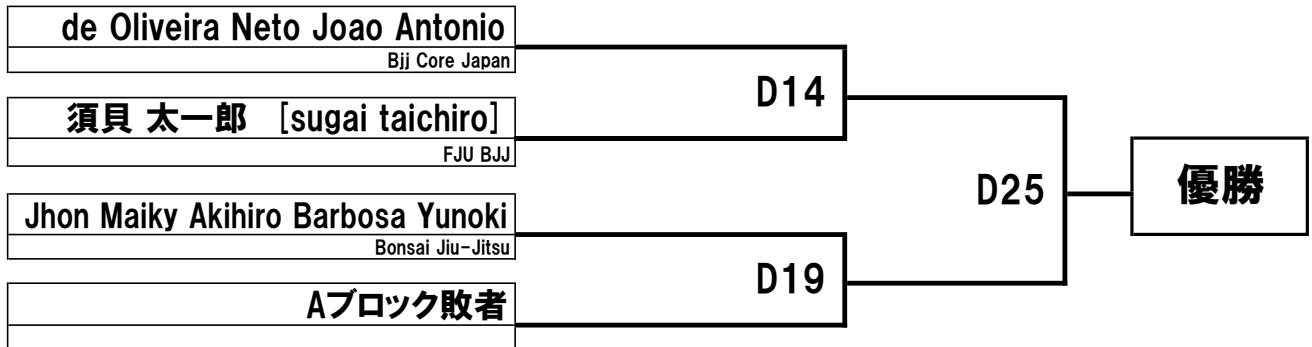 de Oliveira Neto Joao Antonio
Bjj Core Japan
D14
須貝 太一郎　[sugai taichiro]
FJU BJJ
D25
優勝
Jhon Maiky Akihiro Barbosa Yunoki
Bonsai Jiu-Jitsu
D19
Aブロック敗者